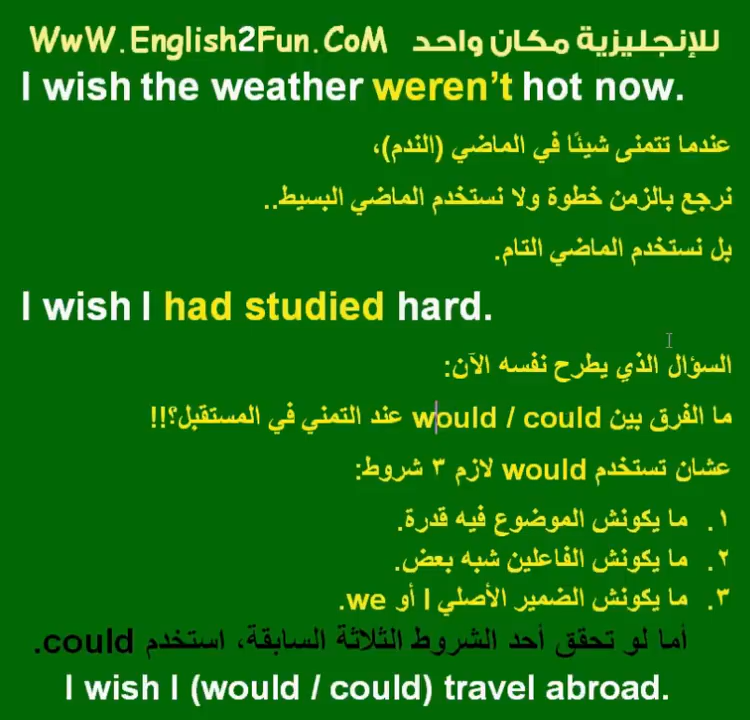 WwW.English2Fun.CoM للإنجليزية مكان واحد
I wish the weather weren't hot now.
عندما تتمنى شيئًا في الماضي (الندم)،
نرجع بالزمن خطوة ولا نستخدم الماضي البسيط..
بل نستخدم الماضي التام.
I wish I had studied hard.
السؤال الذي يطرح نفسه الآن:
ما الفرق بين would / could عند التمني في المستقبل؟!!
عشان تستخدم would لازم ٣ شروط:
١. ما يكونش الموضوع فيه قدرة.
٢. ما يكونش الفاعلين شبه بعض.
٣. ما يكونش الضمير الأصلي I أو we.
أما لو تحقق أحد الشروط الثلاثة السابقة، استخدم could.
I wish I (would / could) travel abroad.